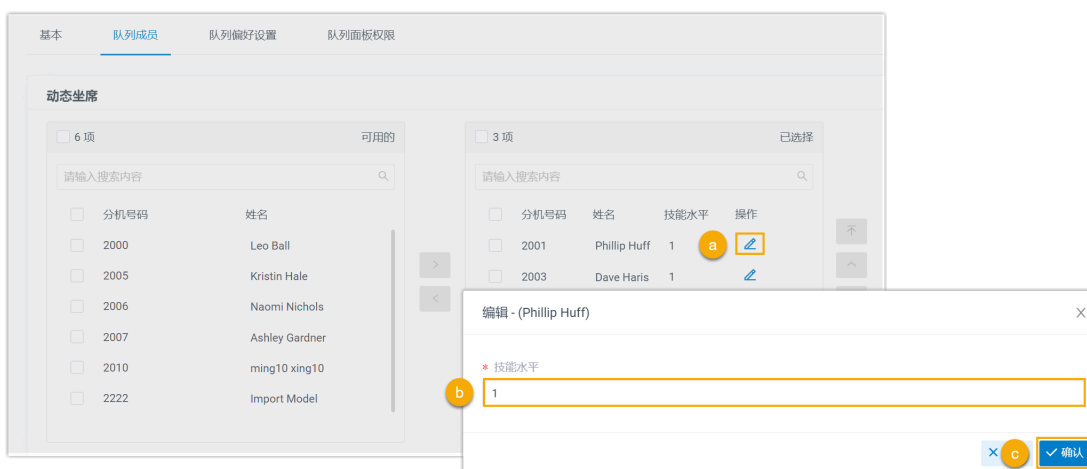 基本 队列成员 队列偏好设置 队列面板权限
动态坐席
6 项 可用的
请输入搜索内容
分机号码 姓名
2000 Leo Ball
2005 Kristin Hale
2006 Naomi Nichols
2007 Ashley Gardner
2010 ming10 xing10
2222 Import Model
3 项 已选择
请输入搜索内容
分机号码 姓名 技能水平 操作
2001 Phillip Huff 1 a
2003 Dave Haris 1
编辑 - (Phillip Huff)
* 技能水平
b 1
c 确认